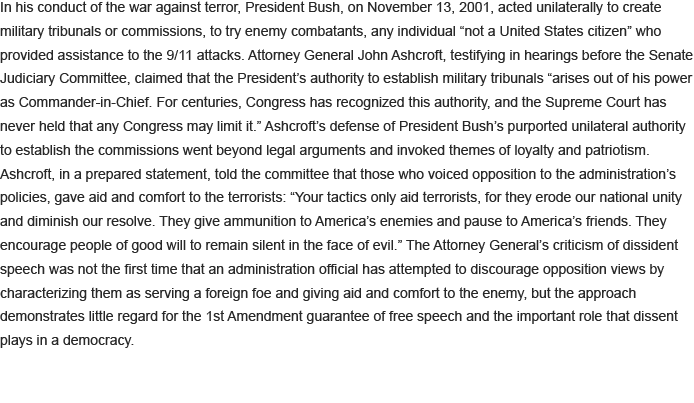 In his conduct of the war against terror, President Bush, on November 13, 2001, acted unilaterally to create
military tribunals or commissions, to try enemy combatants, any individual “not a United States citizen” who
provided assistance to the 9/11 attacks. Attorney General John Ashcroft, testifying in hearings before the Senate
Judiciary Committee, claimed that the President’s authority to establish military tribunals “arises out of his power
as Commander-in-Chief. For centuries, Congress has recognized this authority, and the Supreme Court has
never held that any Congress may limit it.” Ashcroft’s defense of President Bush’s purported unilateral authority
to establish the commissions went beyond legal arguments and invoked themes of loyalty and patriotism.
Ashcroft, in a prepared statement, told the committee that those who voiced opposition to the administration’s
policies, gave aid and comfort to the terrorists: “Your tactics only aid terrorists, for they erode our national unity
and diminish our resolve. They give ammunition to America’s enemies and pause to America’s friends. They
encourage people of good will to remain silent in the face of evil.” The Attorney General’s criticism of dissident
speech was not the first time that an administration official has attempted to discourage opposition views by
characterizing them as serving a foreign foe and giving aid and comfort to the enemy, but the approach
demonstrates little regard for the 1st Amendment guarantee of free speech and the important role that dissent
plays in a democracy.